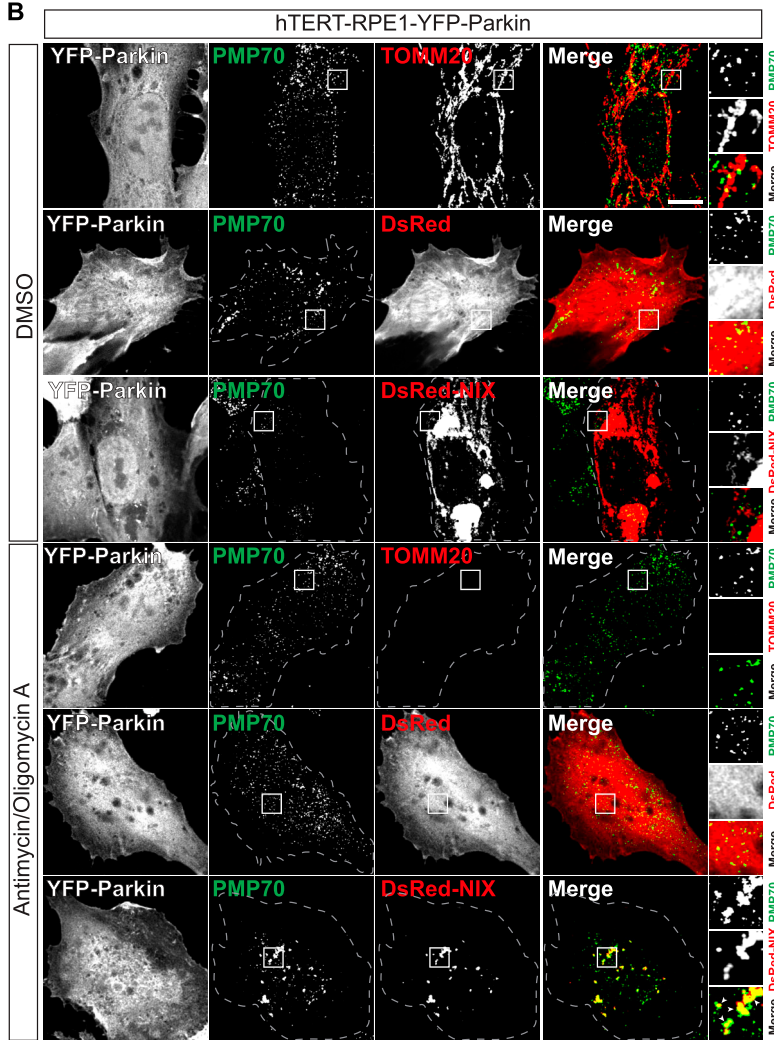 B
hTERT-RPE1-YFP-Parkin
DMSO
YFP-Parkin PMP70 TOMM20 Merge
PMP70
TOMM20
Merge
YFP-Parkin PMP70 DsRed Merge
PMP70
DsRed
Merge
YFP-Parkin PMP70 DsRed-NIX Merge
PMP70
DsRed-NIX
Merge
Antimycin/Oligomycin A
YFP-Parkin PMP70 TOMM20 Merge
PMP70
TOMM20
Merge
YFP-Parkin PMP70 DsRed Merge
PMP70
DsRed
Merge
YFP-Parkin PMP70 DsRed-NIX Merge
PMP70
DsRed-NIX
Merge